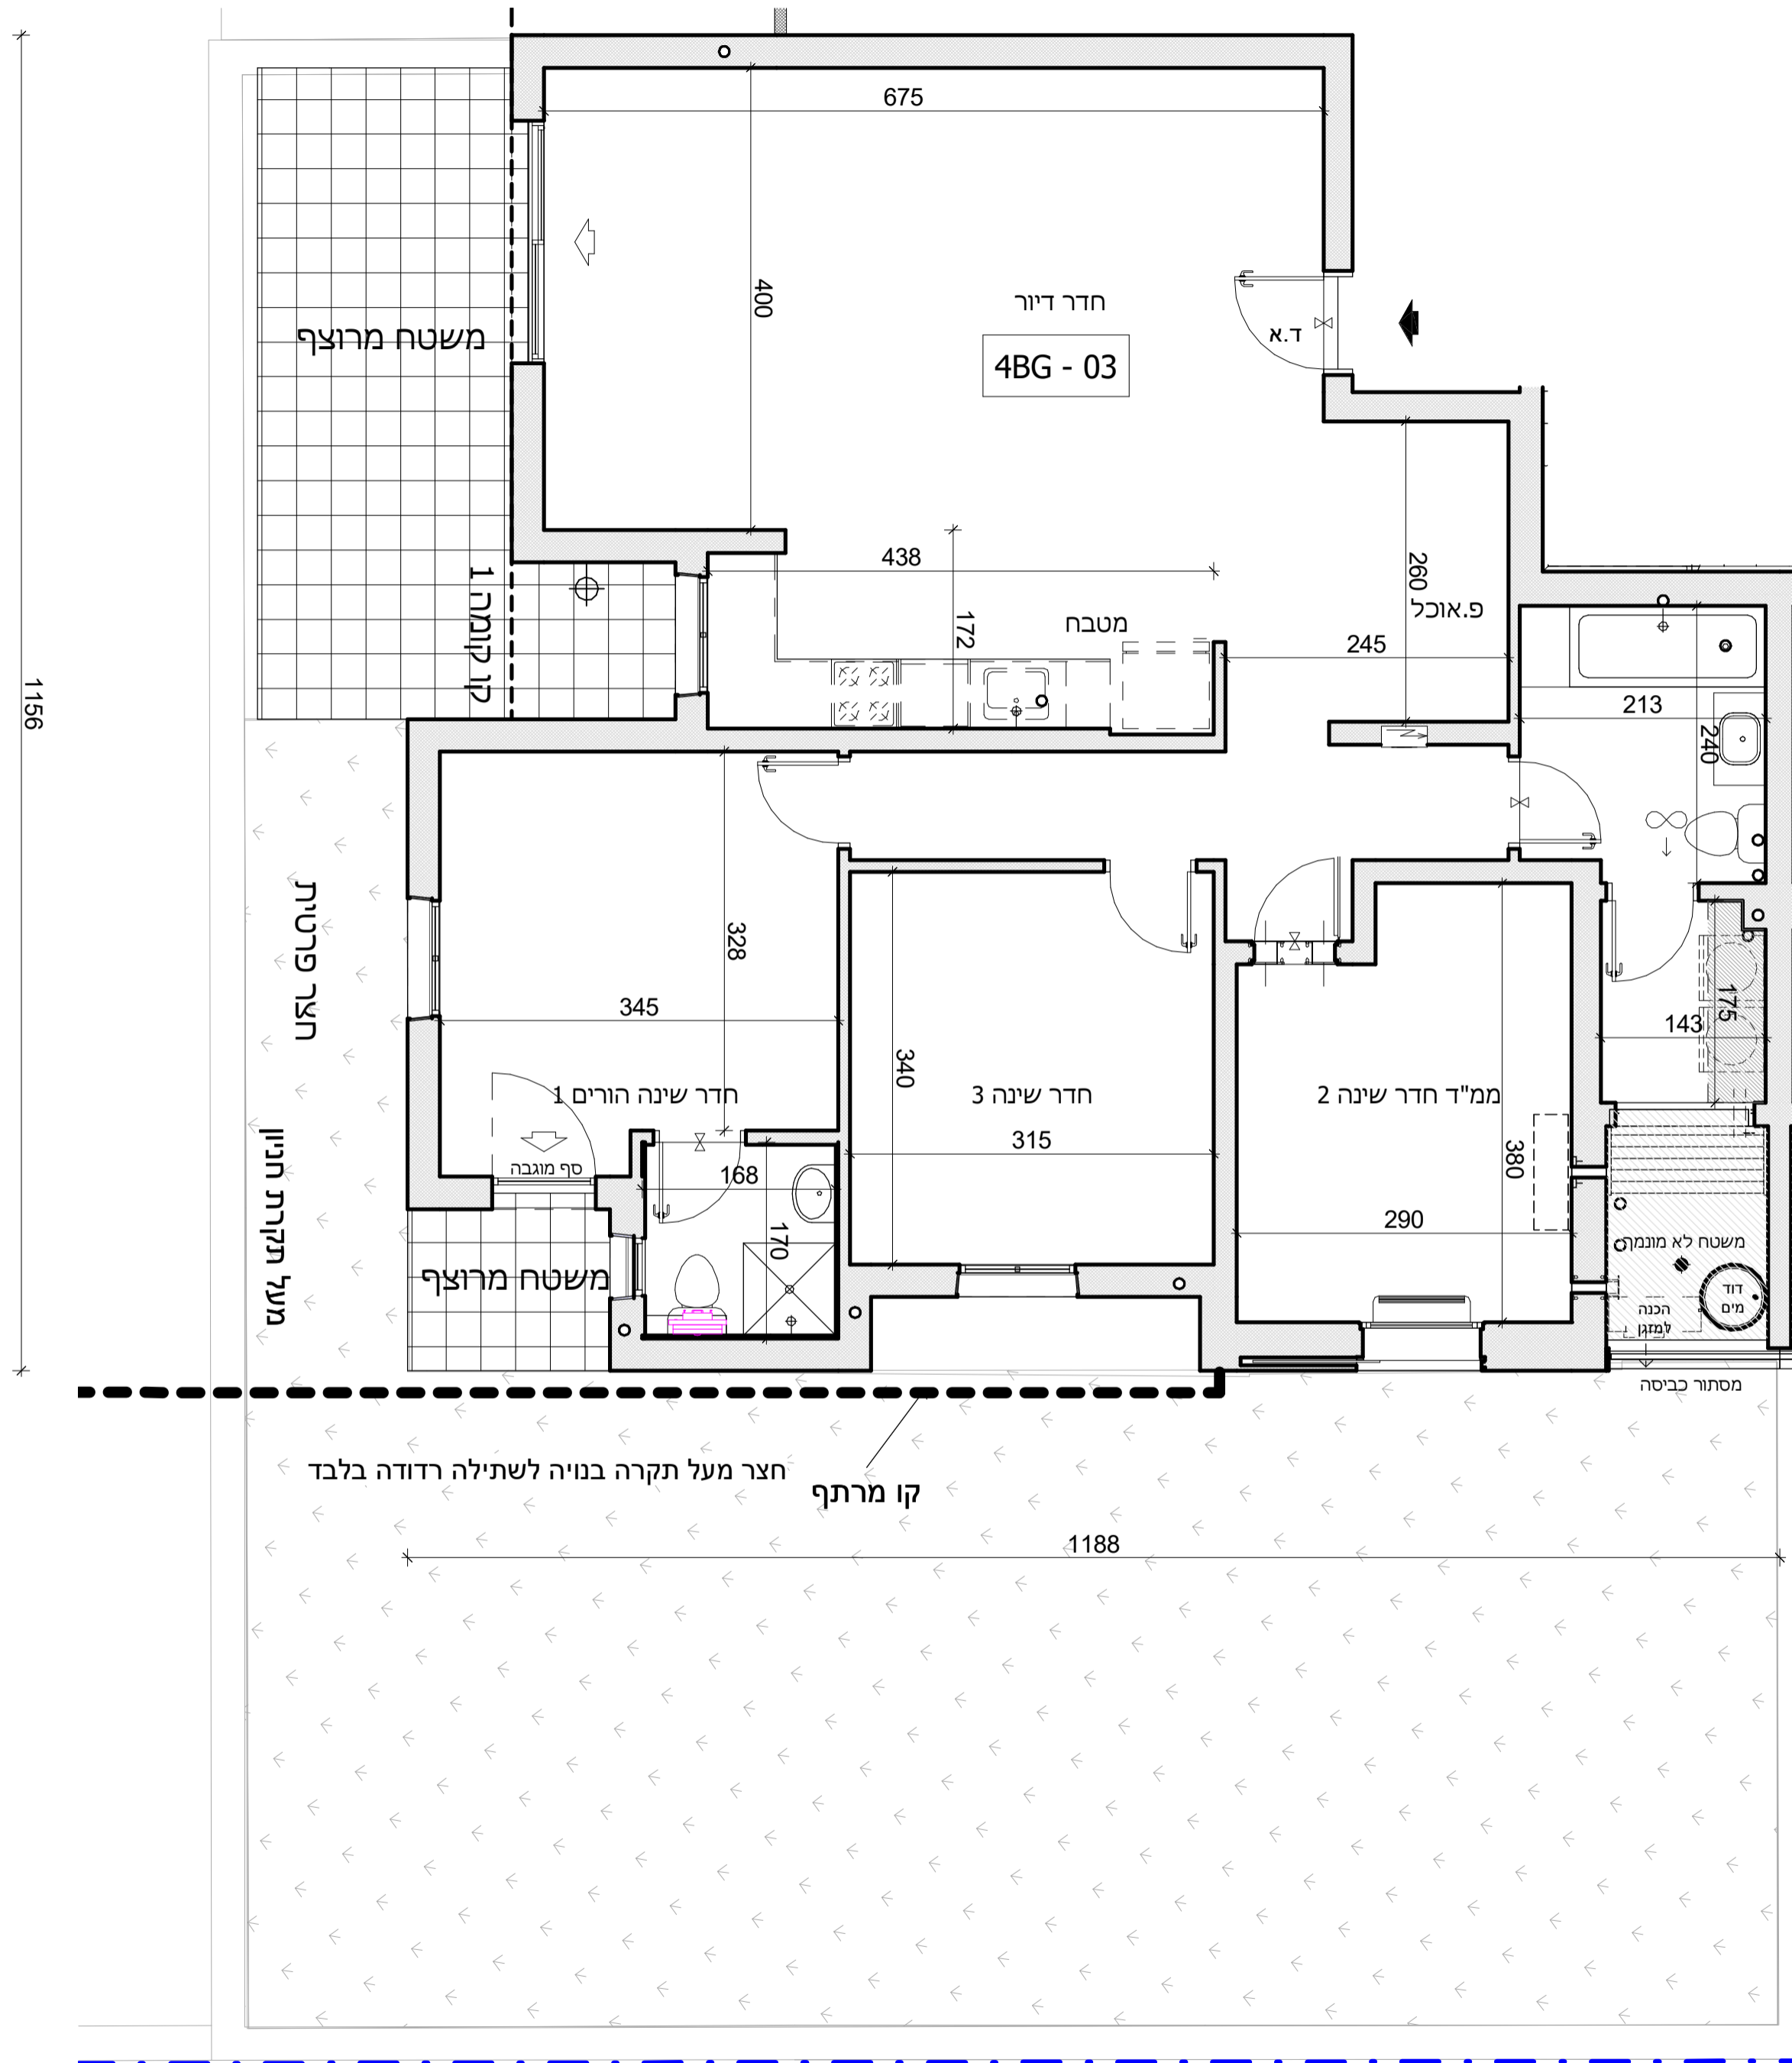 675
400
חדר דיור
4BG - 03
ד.א
משטח מרוצף
קו קומה 1
438
172
מטבח
260
פ.אוכל
245
213
240
1156
חצר פרטית
מעל תקרת חניון
328
345
חדר שינה הורים 1
סף מוגבה
משטח מרוצף
168
170
340
חדר שינה 3
315
ממ"ד חדר שינה 2
380
290
175
143
משטח לא מונמך
דוד
מים
הכנה
למזגן
מסתור כביסה
חצר מעל תקרה בנויה לשתילה רדודה בלבד
קו מרתף
1188